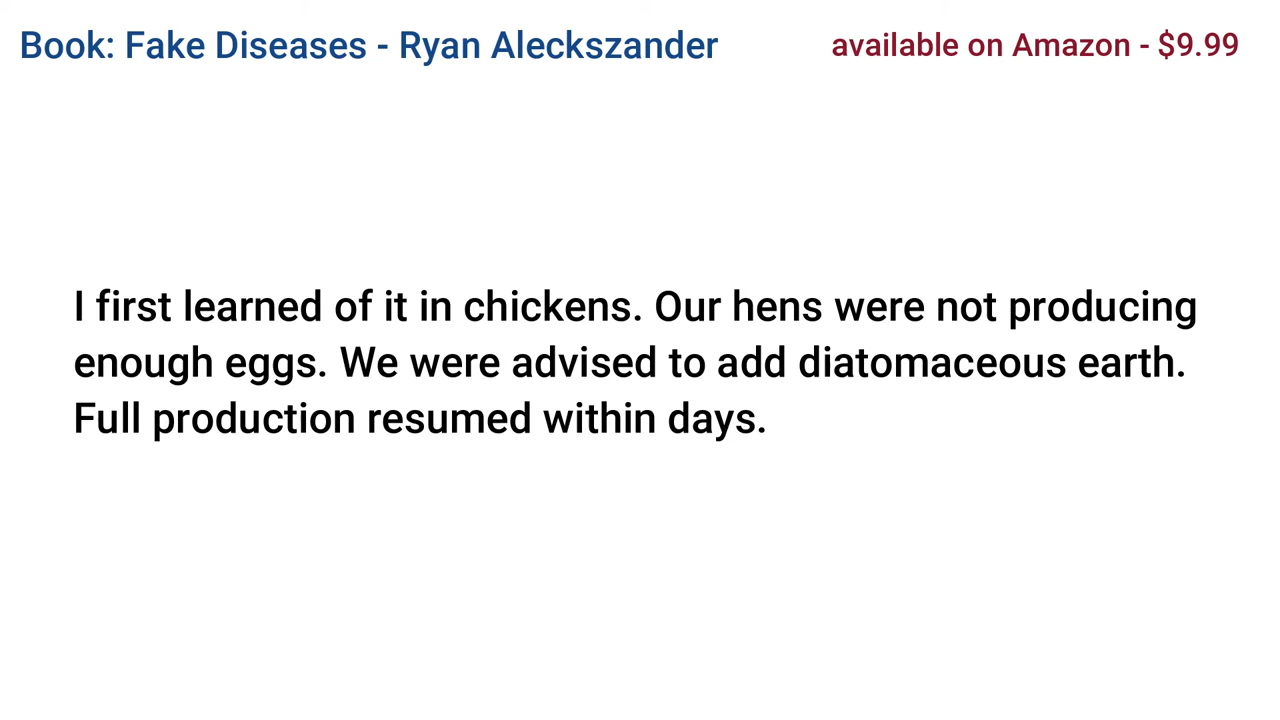 Book: Fake Diseases - Ryan Aleckszander
available on Amazon - $9.99
I first learned of it in chickens. Our hens were not producing
enough eggs. We were advised to add diatomaceous earth.
Full production resumed within days.